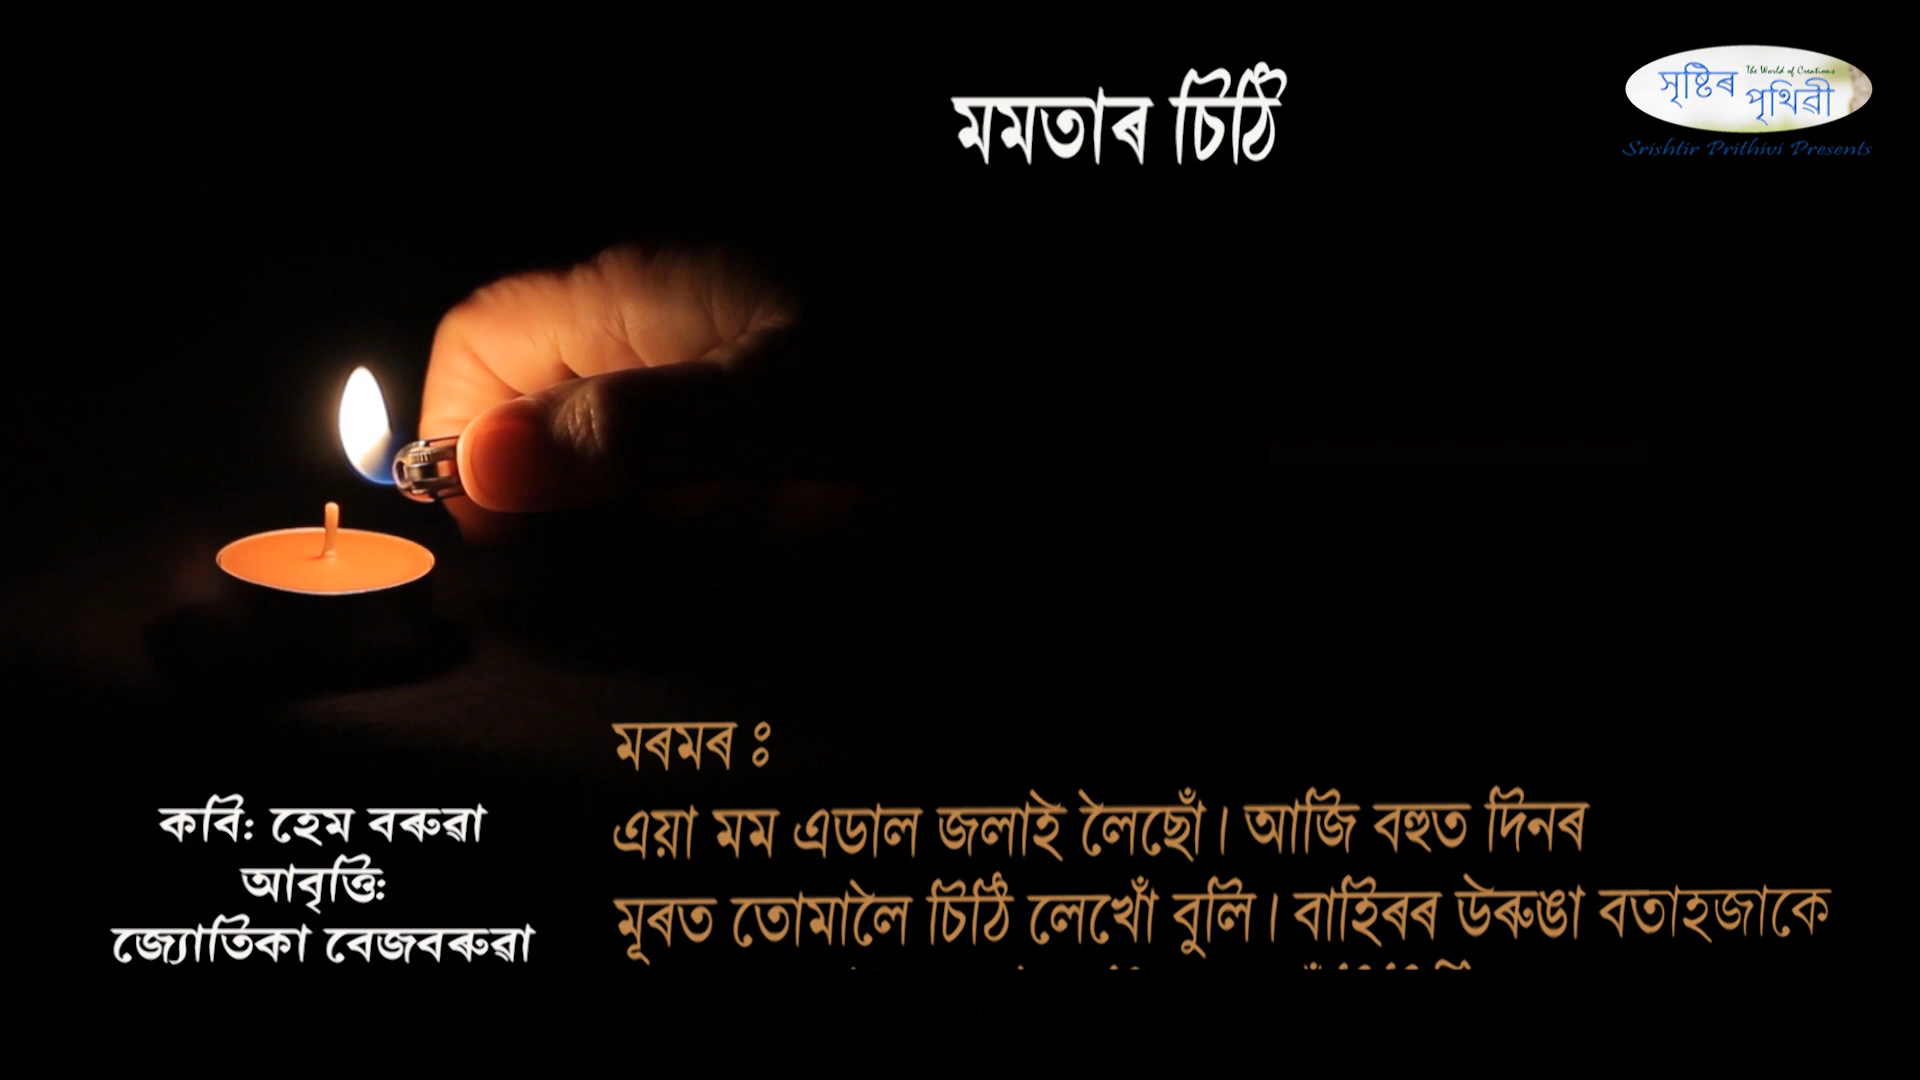 মমতাৰ চিঠি
সৃষ্টিৰ
The World of Creations
পৃথিৱী
Srishtir Prithivi Presents
মৰমৰ ঃ
এয়া মম এডাল জলাই লৈছোঁ। আজি বহুত দিনৰ
মূৰত তোমালৈ চিঠি লেখোঁ বুলি। বাহিৰৰ উৰুঙা বতাহজাকে
কবি: হেম বৰুৱা
আবৃত্তি:
জ্যোতিকা বেজবৰুৱা